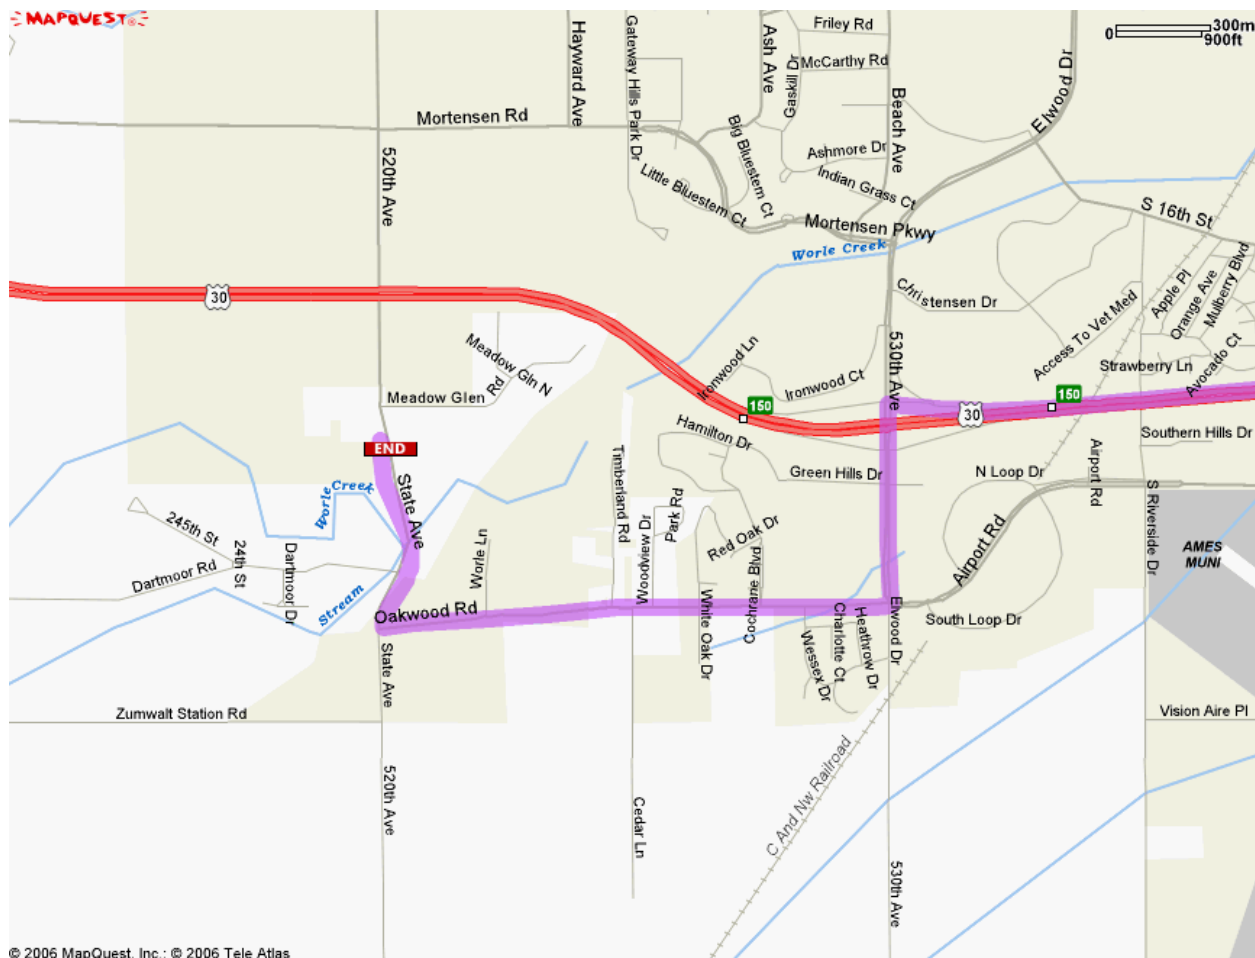 MAPQUEST
300m
0
900ft
Friley Rd
McCarthy Rd
Hayward Ave
Gateway Hills Park Dr
Ash Ave
Gaskill Dr
Beach Ave
Elwood Dr
Mortensen Rd
520th Ave
Big Bluestem Ct
Ashmore Dr
Little Bluestem Ct
Indian Grass Ct
Mortensen Pkwy
S 16th St
Worle Creek
30
Christensen Dr
Apple Pl
Orange Ave
Mulberry Blvd
Access To Vet Med
Meadow Gln N
Ironwood Ln
530th Ave
Strawberry Ln
Avocado Ct
Meadow Glen Rd
Ironwood Ct
150
150
30
END
Hamilton Dr
Southern Hills Dr
Timberland Rd
Green Hills Dr
N Loop Dr
Airport Rd
S Riverside Dr
Worle Creek
State Ave
Park Rd
Woodview Dr
Red Oak Dr
Airport Rd
245th St
24th St
Dartmoor Rd
Dartmoor Dr
Worle Ln
Cochrane Blvd
White Oak Dr
AMES
MUNI
Stream
Oakwood Rd
Elwood Dr
South Loop Dr
Wessex Dr
Charlotte Ct
Heathrow Dr
State Ave
Zumwalt Station Rd
Vision Aire Pl
520th Ave
Cedar Ln
C And Nw Railroad
530th Ave
© 2006 MapQuest, Inc.; © 2006 Tele Atlas